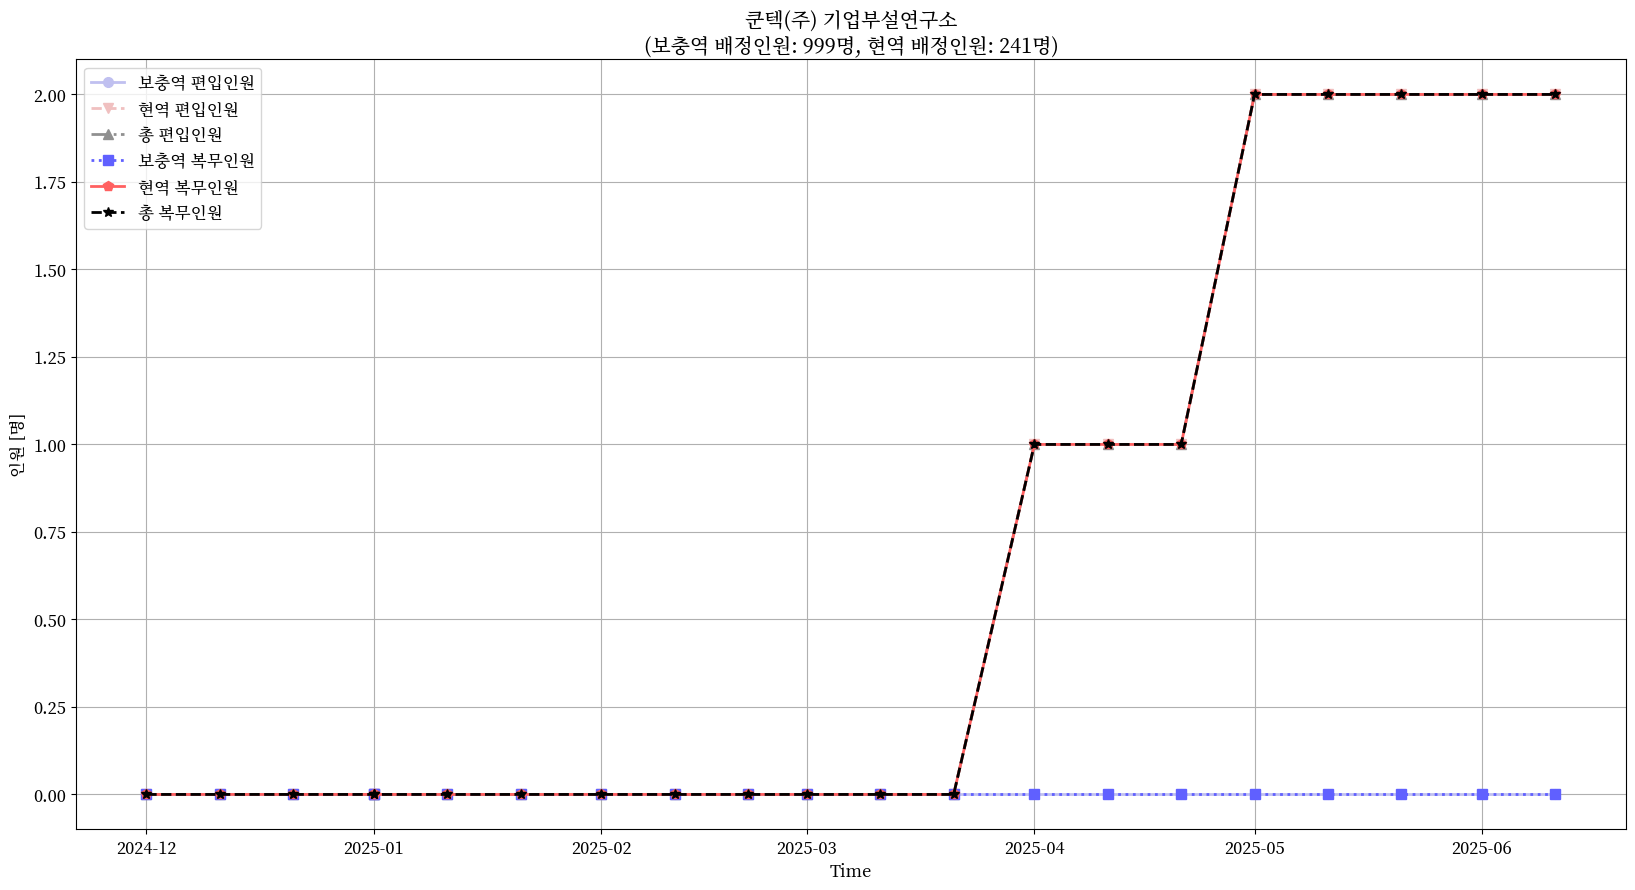 쿤텍(주) 기업부설연구소
(보충역 배정인원: 999명, 현역 배정인원: 241명)
보충역 편입인원
현역 편입인원
총 편입인원
보충역 복무인원
현역 복무인원
총 복무인원
2.00
1.75
1.50
1.25
1.00
0.75
0.50
0.25
0.00
인원 [명]
2024-12
2025-01
2025-02
2025-03
2025-04
2025-05
2025-06
Time